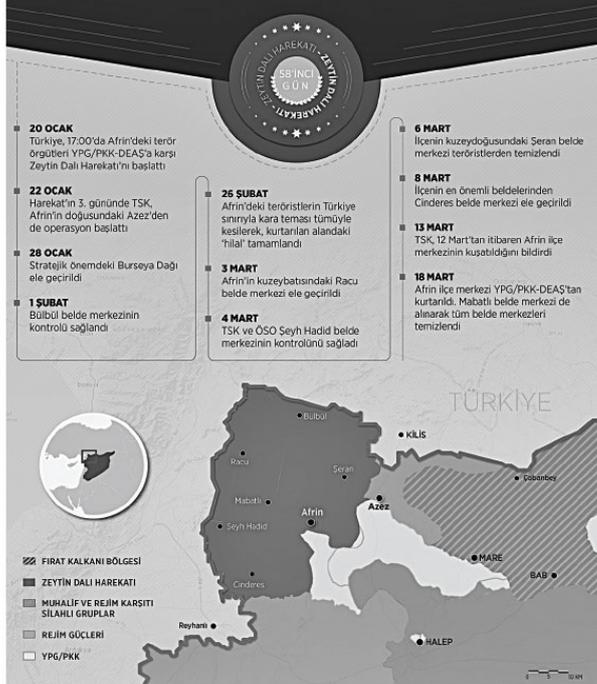 ZEYTİN DALI HAREKATI - ZEYTİN DALI HAREKATI -
58'İNCİ
GÜN
20 OCAK
Türkiye, 17:00'da Afrin'deki terör
örgütleri YPG/PKK-DEAŞ'a karşı
Zeytin Dalı Harekatı'nı başlattı
22 OCAK
Harekat'ın 3. gününde TSK,
Afrin'in doğusundaki Azez'den
de operasyon başlattı
28 OCAK
Stratejik önemdeki Burseya Dağı
ele geçirildi
1 ŞUBAT
Bülbül belde merkezinin
kontrolü sağlandı
26 ŞUBAT
Afrin'deki teröristlerin Türkiye
sınırıyla kara teması tümüyle
kesilerek, kurtarılan alandaki
'hilal' tamamlandı
3 MART
Afrin'in kuzeybatısındaki Racu
belde merkezi ele geçirildi
4 MART
TSK ve ÖSO Şeyh Hadid belde
merkezinin kontrolünü sağladı
6 MART
İlçenin kuzeydoğusundaki Şeran belde
merkezi teröristlerden temizlendi
8 MART
İlçenin en önemli beldelerinden
Cinderes belde merkezi ele geçirildi
13 MART
TSK, 12 Mart'tan itibaren Afrin ilçe
merkezinin kuşatıldığını bildirdi
18 MART
Afrin ilçe merkezi YPG/PKK-DEAŞ'tan
kurtarıldı. Mabatlı belde merkezi de
alınarak tüm belde merkezleri
temizlendi
TÜRKİYE
Bülbül
KİLİS
Racu
Şeran
Çobanbey
Mabatlı
Azez
Afrin
Şeyh Hadid
MARE
BAB
Cinderes
Reyhanlı
HALEP
FIRAT KALKANI BÖLGESİ
ZEYTİN DALI HAREKATI
MUHALİF VE REJİM KARŞITI
SİLAHLI GRUPLAR
REJİM GÜÇLERİ
YPG/PKK
0 5 10 KM